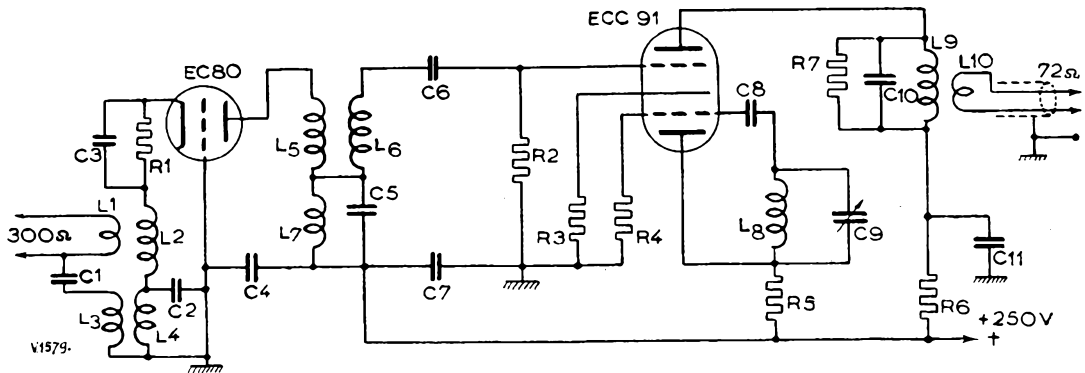 ECC 91
EC80
C3
R1
L1
300Ω
L2
C1
C2
L3
L4
V.1579.
L5
L6
L7
C5
C4
C6
C7
R2
R3
R4
C8
L8
C9
R5
R7
C10
L9
L10
72Ω
C11
R6
+250V
+